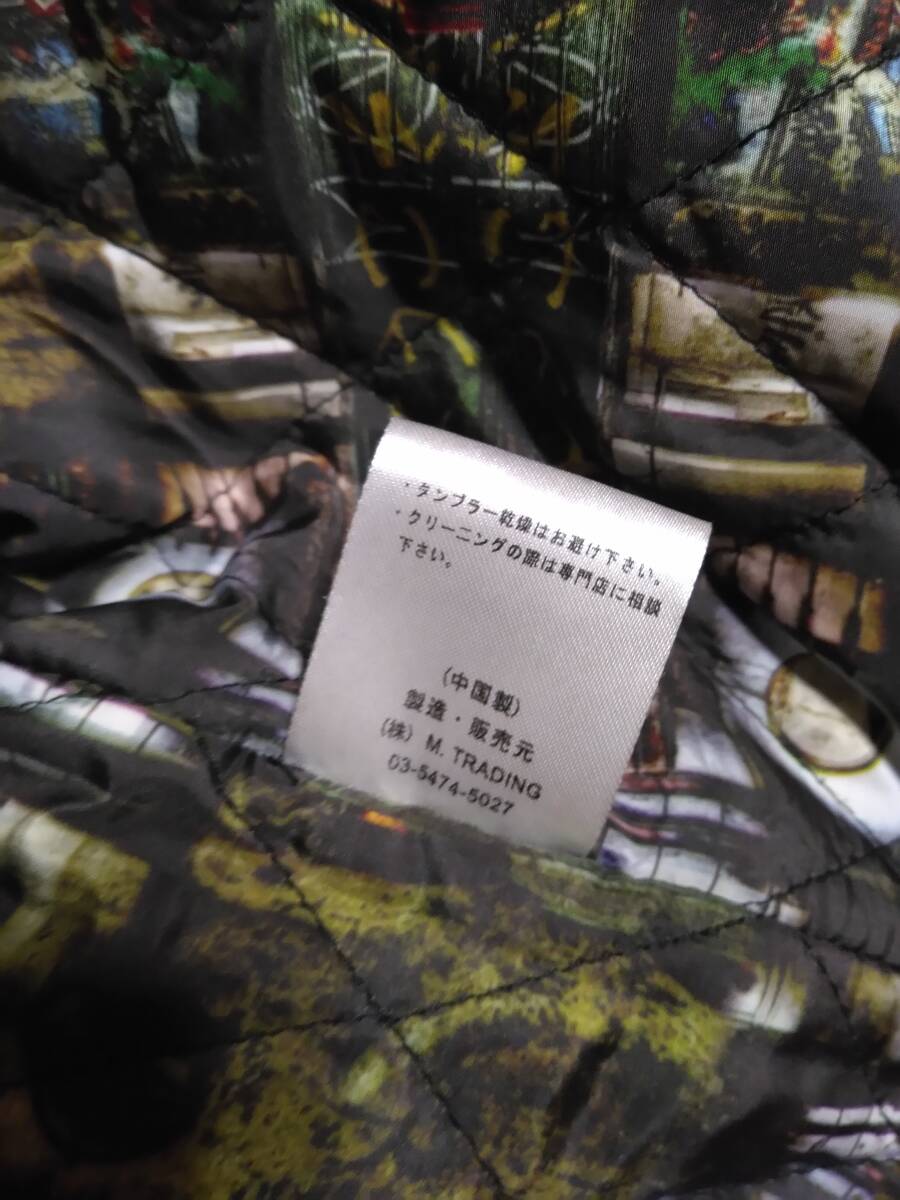 ・タンブラー乾燥はお避け下さい。
・クリーニングの際は専門店に相談
下さい。
(中国製)
製造・販売元
(株) M. TRADING
03-5474-5027